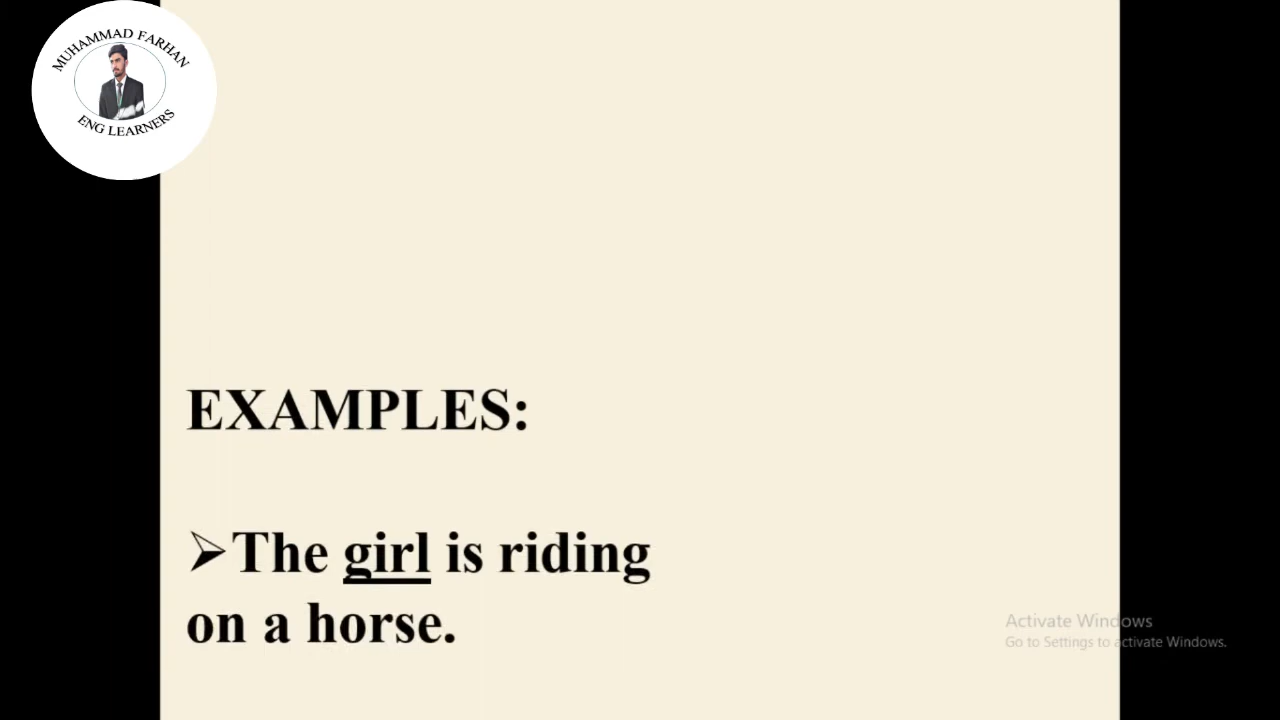 MUHAMMAD FARHAN
ENG LEARNERS
EXAMPLES:
➢The girl is riding
on a horse.
Activate Windows
Go to Settings to activate Windows.